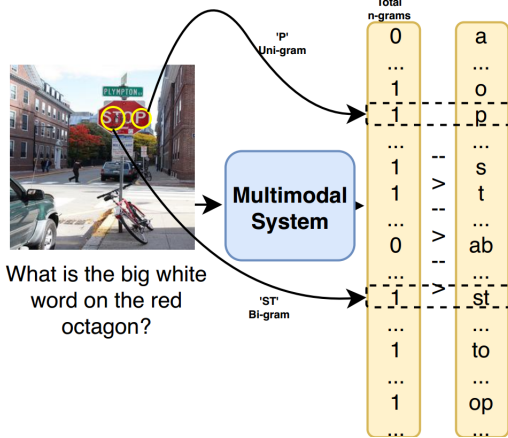 Total
n-grams
'P'
Uni-gram
PLYMPTON
STOP
What is the big white
word on the red
octagon?
Multimodal
System
'ST'
Bi-gram
0
...
1
1
...
1
1
...
0
...
1
...
1
...
1
...
--
>
--
>
--
>
a
...
o
p
...
s
t
...
ab
...
st
...
to
...
op
...